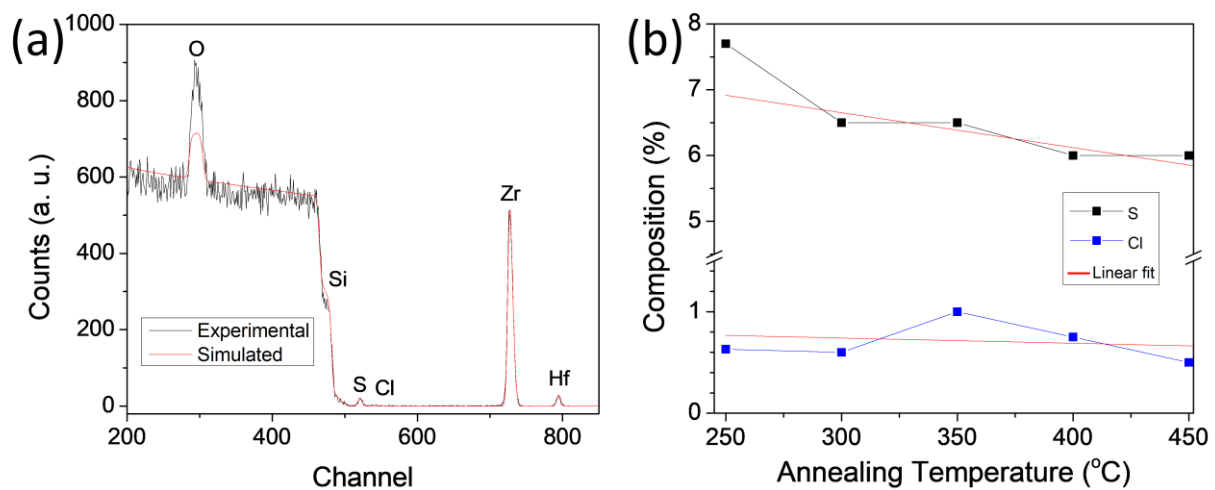 (a)
1000
800
600
400
200
0
Counts (a. u.)
O
Si
S
Cl
Zr
Hf
Experimental
Simulated
200
400
600
800
Channel
(b)
8
7
6
5
1
0
Composition (%)
S
Cl
Linear fit
250
300
350
400
450
Annealing Temperature (°C)